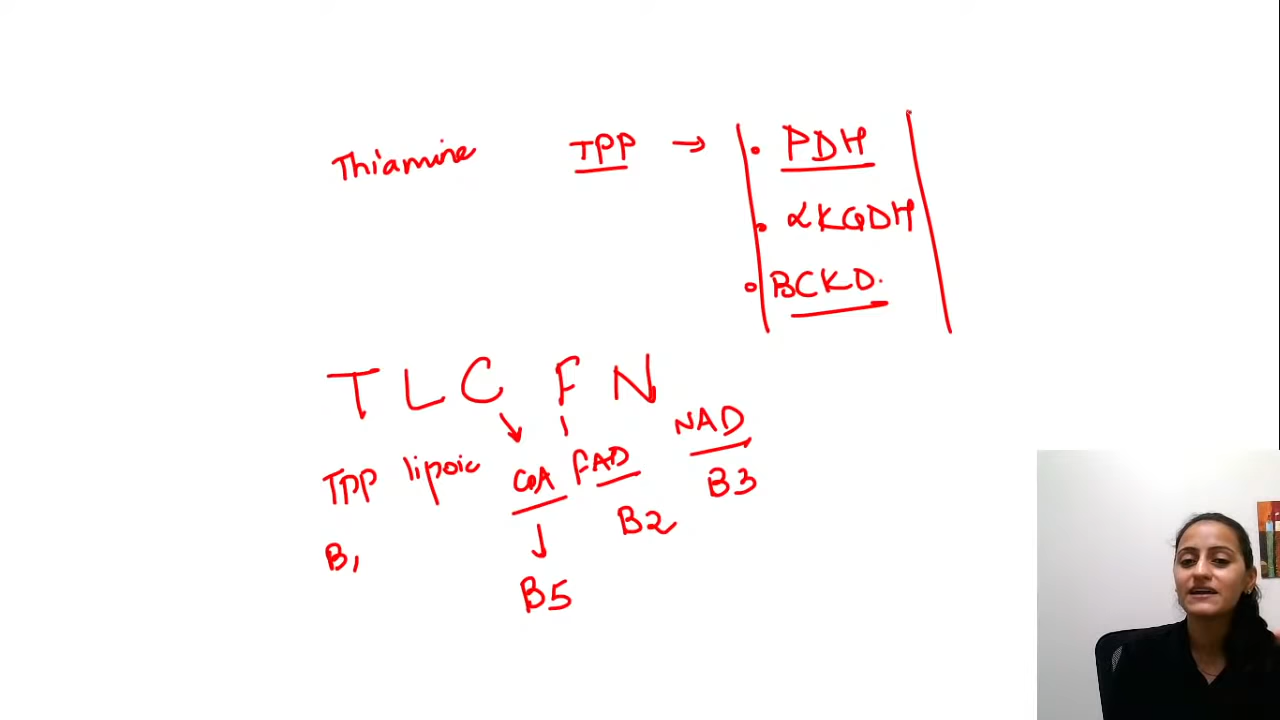 Thiamine TPP → • PDH
• αKGDH
• BCKD.
T L C F N
TPP lipoic CoA FAD NAD
B1 B5 B2 B3